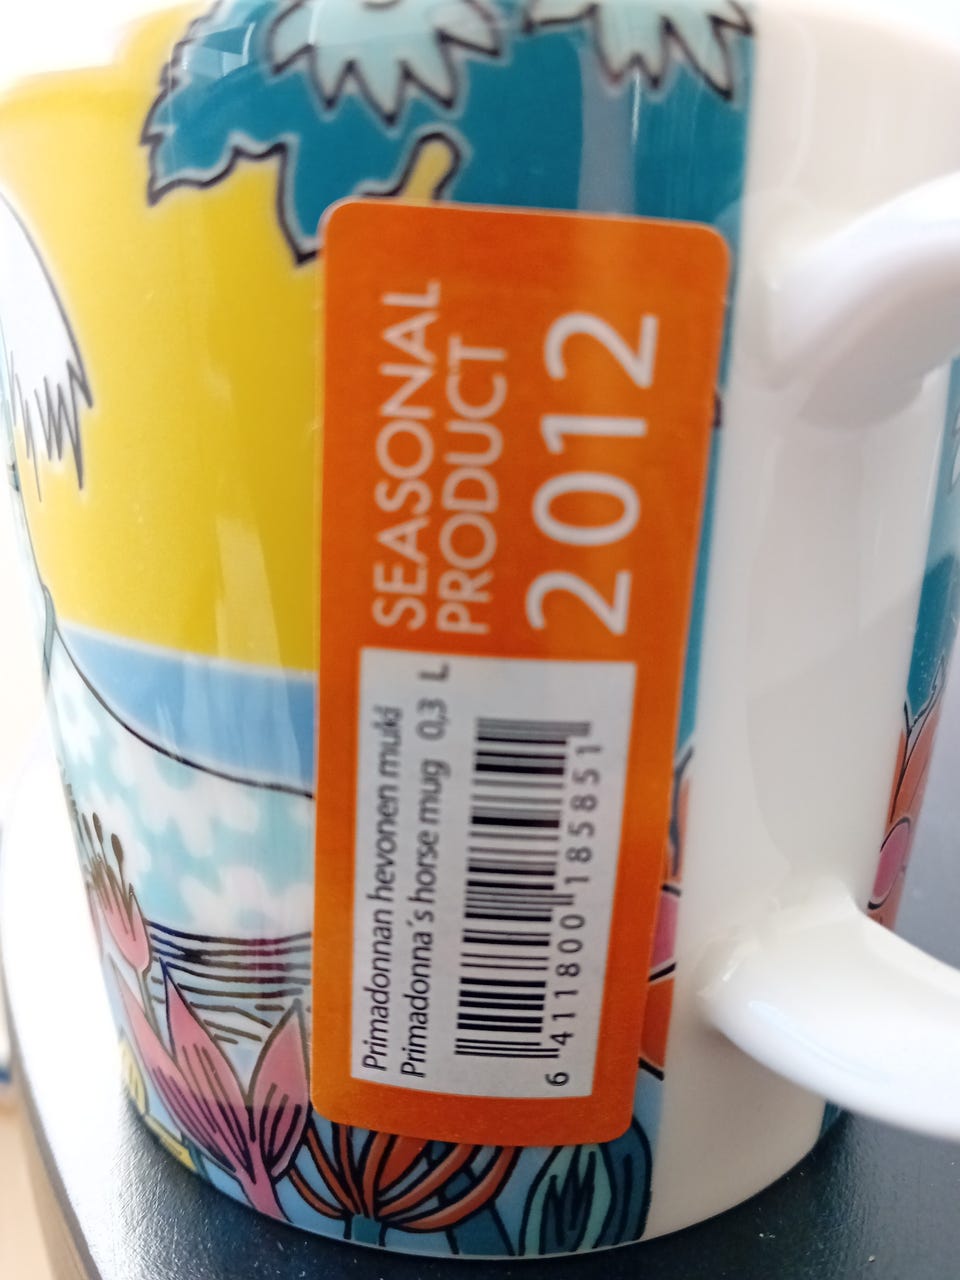 SEASONAL
PRODUCT
2012
Primadonnan hevonen muki
Primadonna´s horse mug 0,3 L
6 411800 185851